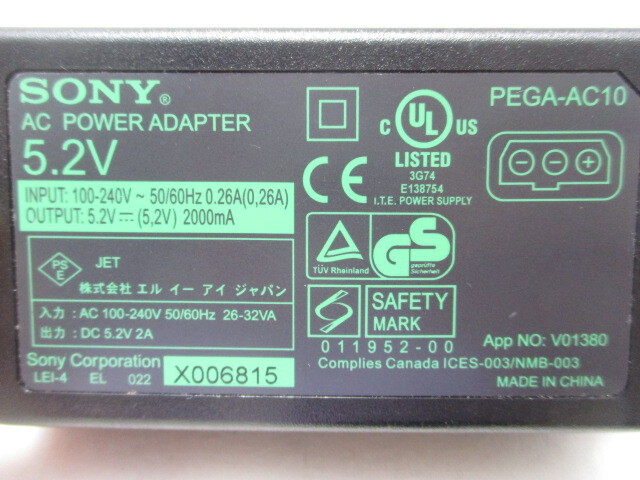 SONY®
AC POWER ADAPTER
5.2V
INPUT: 100-240V ~ 50/60Hz 0.26A(0,26A)
OUTPUT: 5.2V ⎓ (5,2V) 2000mA
PS
E
JET
株式会社 エル イー アイ ジャパン
入力 : AC 100-240V 50/60Hz 26-32VA
出力 : DC 5.2V 2A
Sony Corporation
LEI-4 EL 022
X006815
C UL US
LISTED
3G74
E138754
I.T.E. POWER SUPPLY
CE
TÜV Rheinland
GS
geprüfte
Sicherheit
S
SAFETY
MARK
011952-00
Complies Canada ICES-003/NMB-003
PEGA-AC10
App NO: V01380
MADE IN CHINA